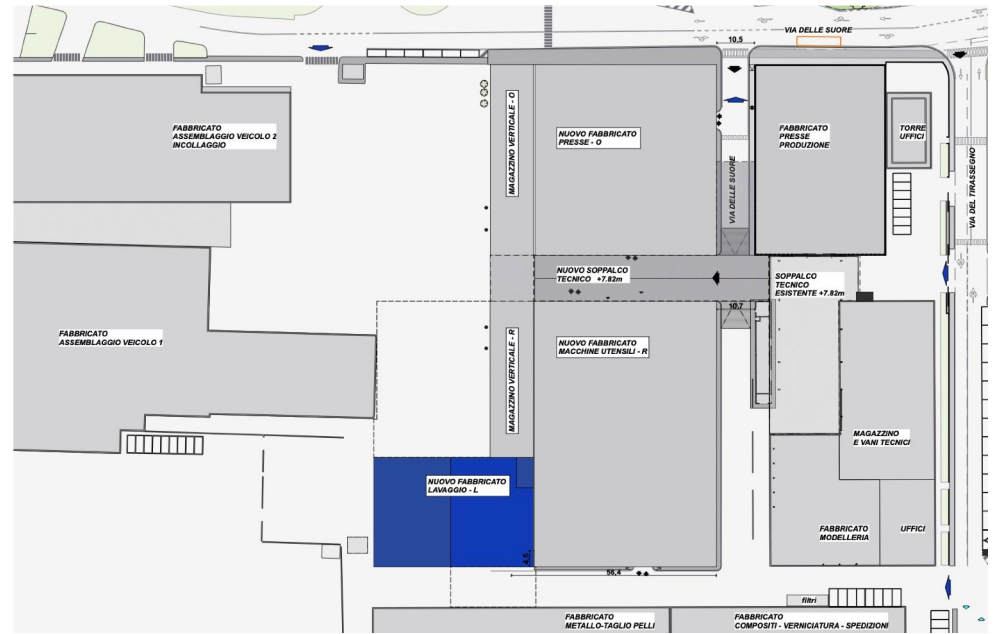 VIA DELLE SUORE
10,5
FABBRICATO
ASSEMBLAGGIO VEICOLO 2
INCOLLAGGIO
MAGAZZINO VERTICALE - O
NUOVO FABBRICATO
PRESSE - O
VIA DELLE SUORE
FABBRICATO
PRESSE
PRODUZIONE
TORRE
UFFICI
VIA DEL TIRASSEGNO
NUOVO SOPPALCO
TECNICO +7.82m
SOPPALCO
TECNICO
ESISTENTE +7.82m
10,7
FABBRICATO
ASSEMBLAGGIO VEICOLO 1
MAGAZZINO VERTICALE - R
NUOVO FABBRICATO
MACCHINE UTENSILI - R
MAGAZZINO
E VANI TECNICI
NUOVO FABBRICATO
LAVAGGIO - L
4,5
56,4
FABBRICATO
MODELLERIA
UFFICI
filtri
FABBRICATO
METALLO-TAGLIO PELLI
FABBRICATO
COMPOSITI - VERNICIATURA - SPEDIZIONI